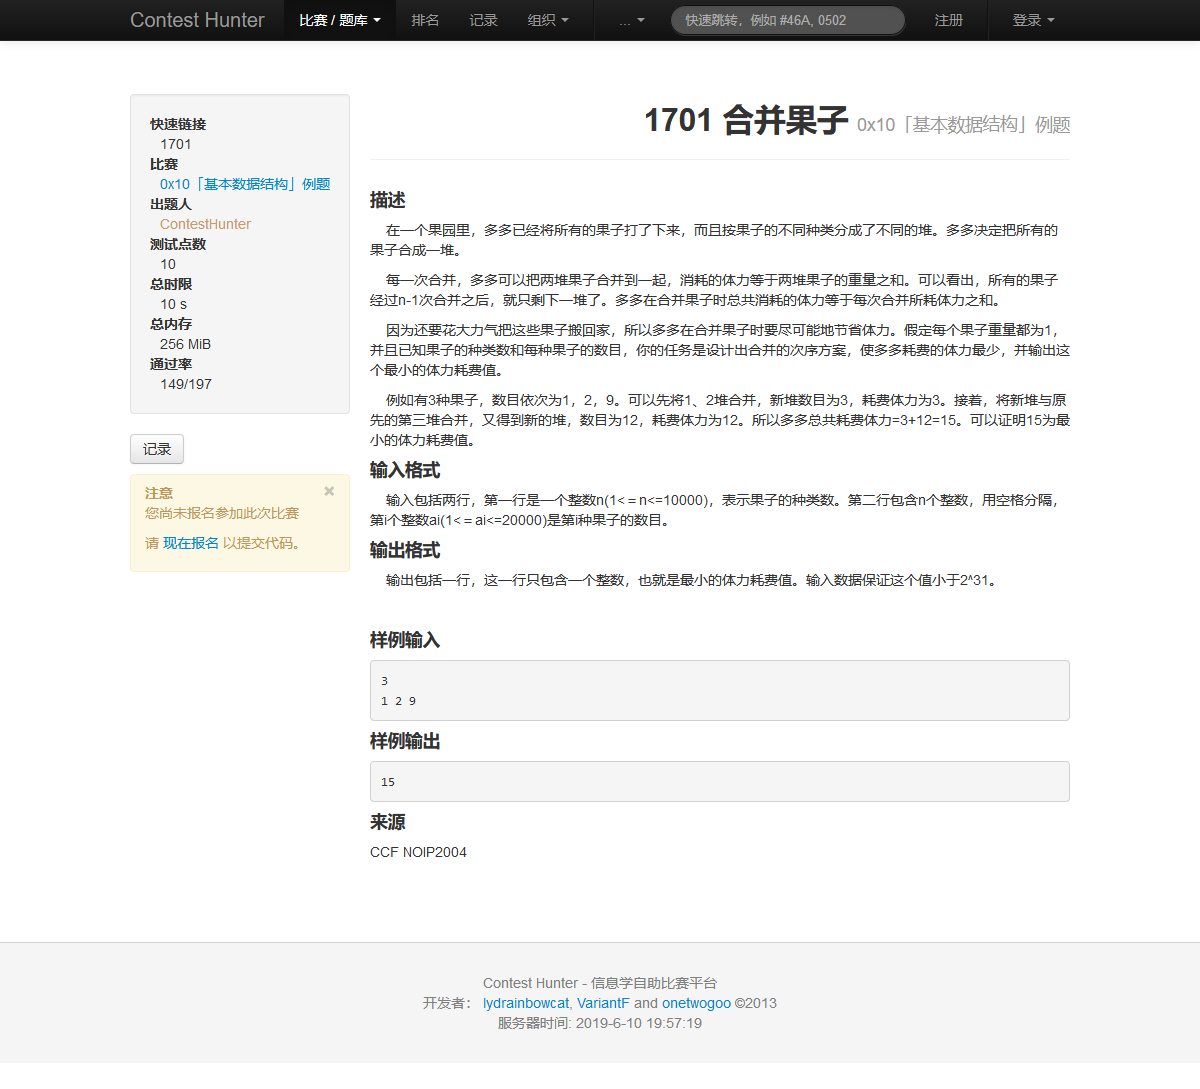 Contest Hunter 比赛 / 题库 排名 记录 组织 ... 快速跳转，例如 #46A, 0502 注册 登录
快速链接
1701
比赛
0x10「基本数据结构」例题
出题人
ContestHunter
测试点数
10
总时限
10 s
总内存
256 MiB
通过率
149/197
记录
注意 ×
您尚未报名参加此次比赛
请 现在报名 以提交代码。
1701 合并果子 0x10「基本数据结构」例题
描述
在一个果园里，多多已经将所有的果子打了下来，而且按果子的不同种类分成了不同的堆。多多决定把所有的
果子合成一堆。
每一次合并，多多可以把两堆果子合并到一起，消耗的体力等于两堆果子的重量之和。可以看出，所有的果子
经过n-1次合并之后，就只剩下一堆了。多多在合并果子时总共消耗的体力等于每次合并所耗体力之和。
因为还要花大力气把这些果子搬回家，所以多多在合并果子时要尽可能地节省体力。假定每个果子重量都为1，
并且已知果子的种类数和每种果子的数目，你的任务是设计出合并的次序方案，使多多耗费的体力最少，并输出这
个最小的体力耗费值。
例如有3种果子，数目依次为1，2，9。可以先将1、2堆合并，新堆数目为3，耗费体力为3。接着，将新堆与原
先的第三堆合并，又得到新的堆，数目为12，耗费体力为12。所以多多总共耗费体力=3+12=15。可以证明15为最
小的体力耗费值。
输入格式
输入包括两行，第一行是一个整数n(1<＝n<=10000)，表示果子的种类数。第二行包含n个整数，用空格分隔，
第i个整数ai(1<＝ai<=20000)是第i种果子的数目。
输出格式
输出包括一行，这一行只包含一个整数，也就是最小的体力耗费值。输入数据保证这个值小于2^31。
样例输入
3
1 2 9
样例输出
15
来源
CCF NOIP2004
Contest Hunter - 信息学自助比赛平台
开发者： lydrainbowcat, VariantF and onetwogoo ©2013
服务器时间: 2019-6-10 19:57:19